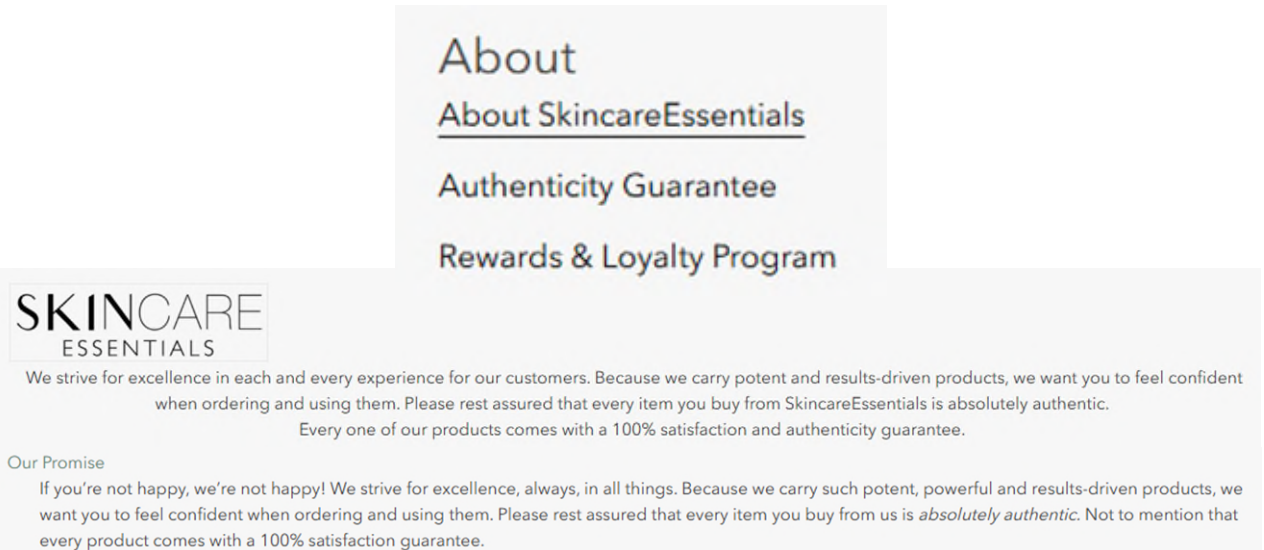 About
About SkincareEssentials
Authenticity Guarantee
Rewards & Loyalty Program
SKINCARE
ESSENTIALS
We strive for excellence in each and every experience for our customers. Because we carry potent and results-driven products, we want you to feel confident
when ordering and using them. Please rest assured that every item you buy from SkincareEssentials is absolutely authentic.
Every one of our products comes with a 100% satisfaction and authenticity guarantee.
Our Promise
If you’re not happy, we’re not happy! We strive for excellence, always, in all things. Because we carry such potent, powerful and results-driven products, we
want you to feel confident when ordering and using them. Please rest assured that every item you buy from us is absolutely authentic. Not to mention that
every product comes with a 100% satisfaction guarantee.